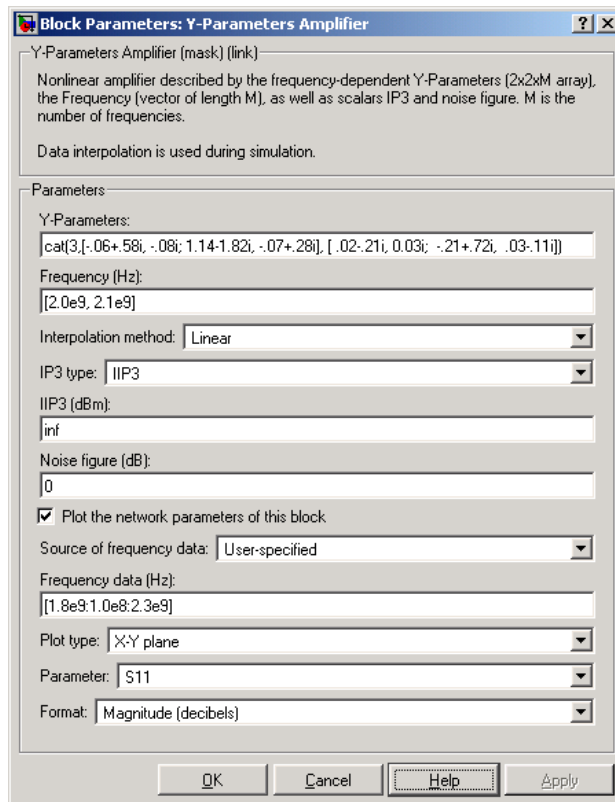 Block Parameters: Y-Parameters Amplifier
Y-Parameters Amplifier (mask) (link)
Nonlinear amplifier described by the frequency-dependent Y-Parameters (2x2xM array),
the Frequency (vector of length M), as well as scalars IP3 and noise figure. M is the
number of frequencies.
Data interpolation is used during simulation.
Parameters
Y-Parameters:
cat(3,[-.06+.58i, -.08i; 1.14-1.82i, -.07+.28i], [ .02-.21i, 0.03i;  -.21+.72i,  .03-.11i])
Frequency (Hz):
[2.0e9, 2.1e9]
Interpolation method: Linear
IP3 type: IIP3
IIP3 (dBm):
inf
Noise figure (dB):
0
Plot the network parameters of this block
Source of frequency data: User-specified
Frequency data (Hz):
[1.8e9:1.0e8:2.3e9]
Plot type: X-Y plane
Parameter: S11
Format: Magnitude (decibels)
OK Cancel Help Apply